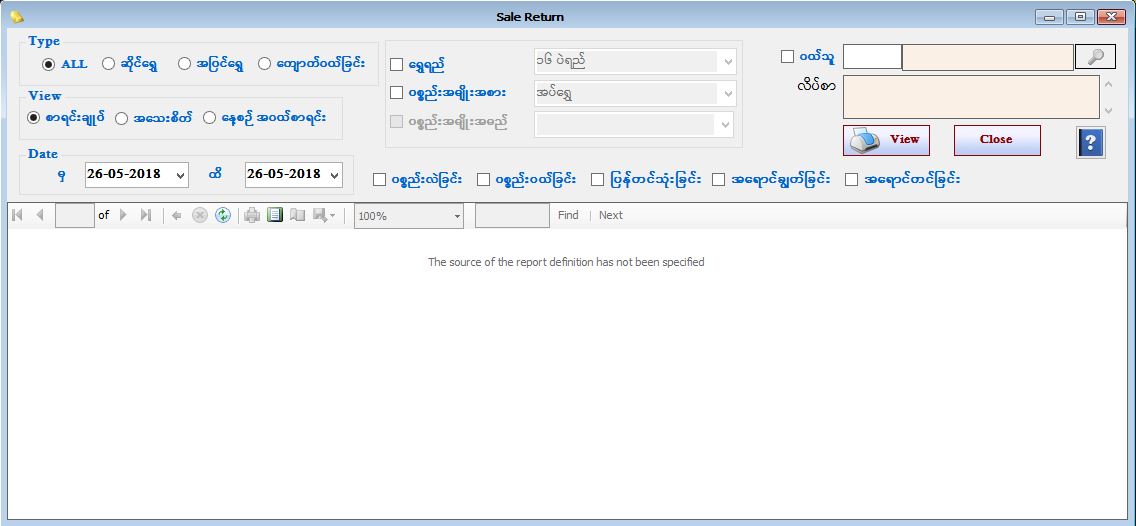 Sale Return
Type
ALL ဆိုင်ရွှေ အပြင်ရွှေ ကျောက်ဝယ်ခြင်း
View
စာရင်းချုပ် အသေးစိတ် နေ့စဉ် အဝယ်စာရင်း
Date
မှ 26-05-2018 ထိ 26-05-2018
ရွှေရည် ၁၆ ပဲရည်
ပစ္စည်းအမျိုးအစား အပ်ရွှေ
ပစ္စည်းအမျိုးအမည်
ဝယ်သူ
လိပ်စာ
View Close ?
ပစ္စည်းလဲခြင်း ပစ္စည်းဝယ်ခြင်း ပြန်တင်သုံးခြင်း အရောင်ချွတ်ခြင်း အရောင်တင်ခြင်း
of 100% Find | Next
The source of the report definition has not been specified